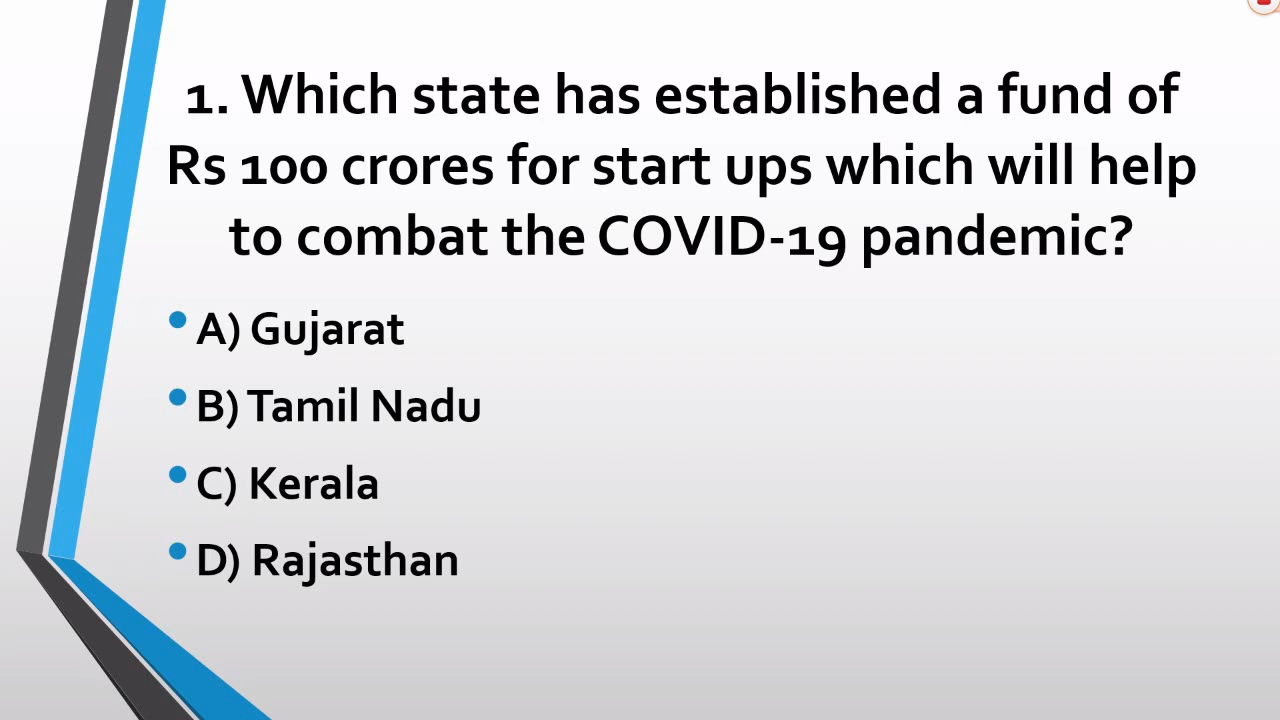 1. Which state has established a fund of
Rs 100 crores for start ups which will help
to combat the COVID-19 pandemic?
A) Gujarat
B) Tamil Nadu
C) Kerala
D) Rajasthan